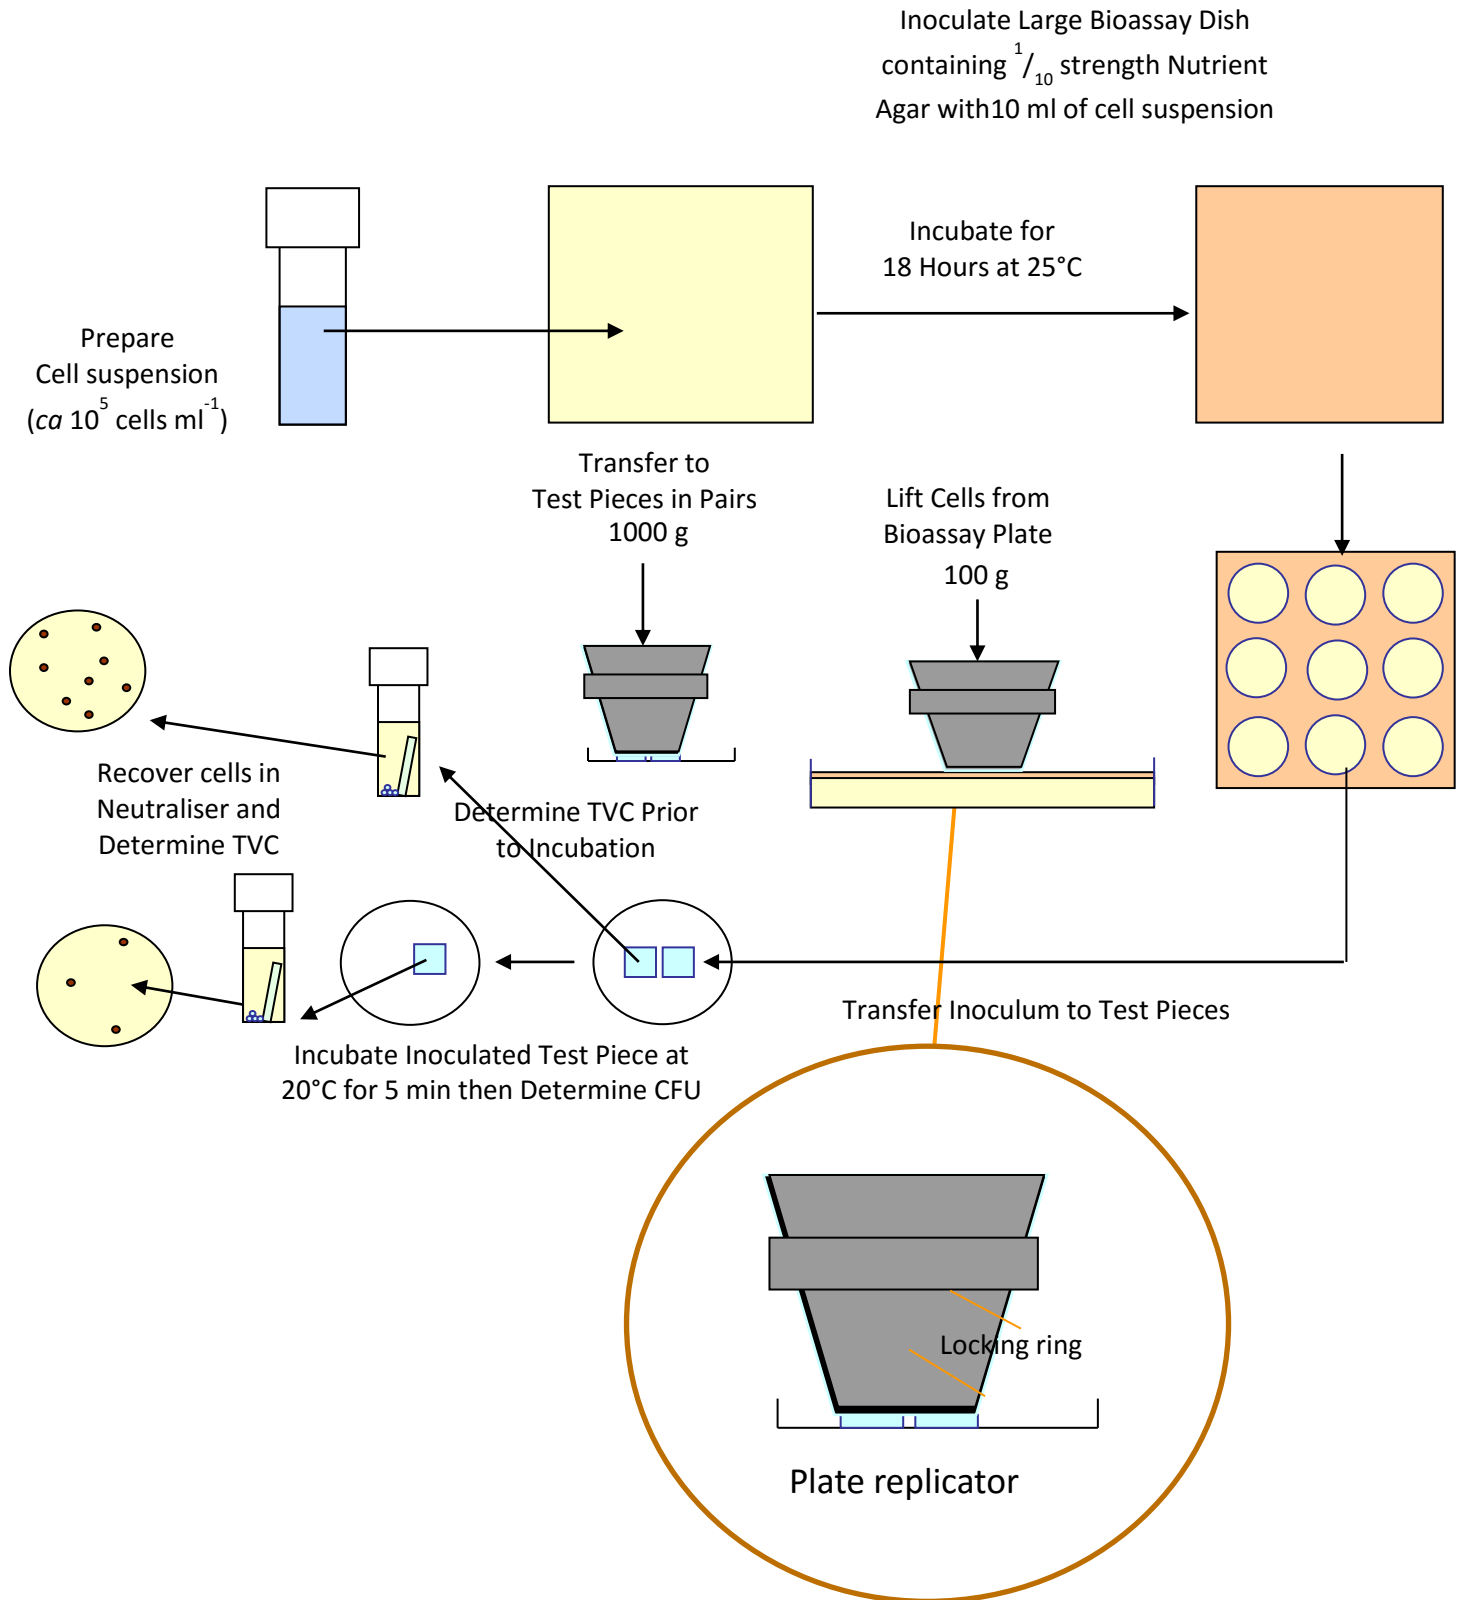 Inoculate Large Bioassay Dish
containing 1/10 strength Nutrient
Agar with10 ml of cell suspension
Incubate for
18 Hours at 25°C
Prepare
Cell suspension
(ca 10^5 cells ml^-1)
Transfer to
Test Pieces in Pairs
1000 g
Lift Cells from
Bioassay Plate
100 g
Recover cells in
Neutraliser and
Determine TVC
Determine TVC Prior
to Incubation
Transfer Inoculum to Test Pieces
Incubate Inoculated Test Piece at
20°C for 5 min then Determine CFU
Locking ring
Plate replicator